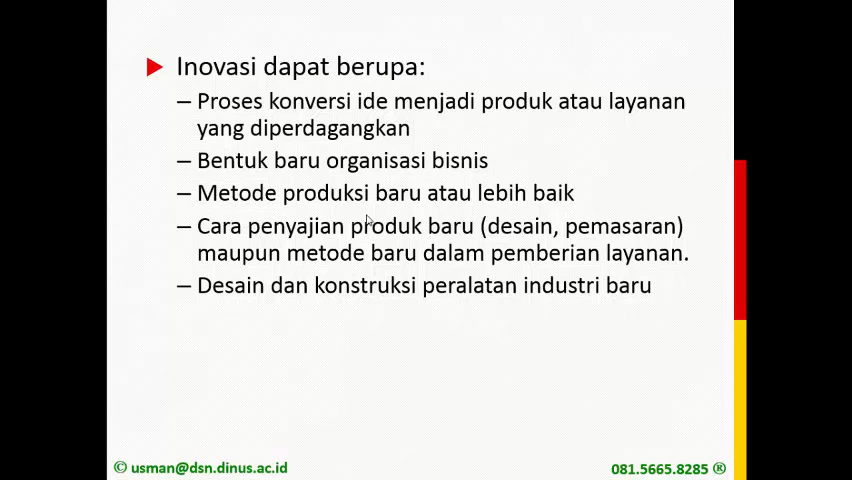 Inovasi dapat berupa:
– Proses konversi ide menjadi produk atau layanan
yang diperdagangkan
– Bentuk baru organisasi bisnis
– Metode produksi baru atau lebih baik
– Cara penyajian produk baru (desain, pemasaran)
maupun metode baru dalam pemberian layanan.
– Desain dan konstruksi peralatan industri baru
© usman@dsn.dinus.ac.id
081.5665.8285 ®